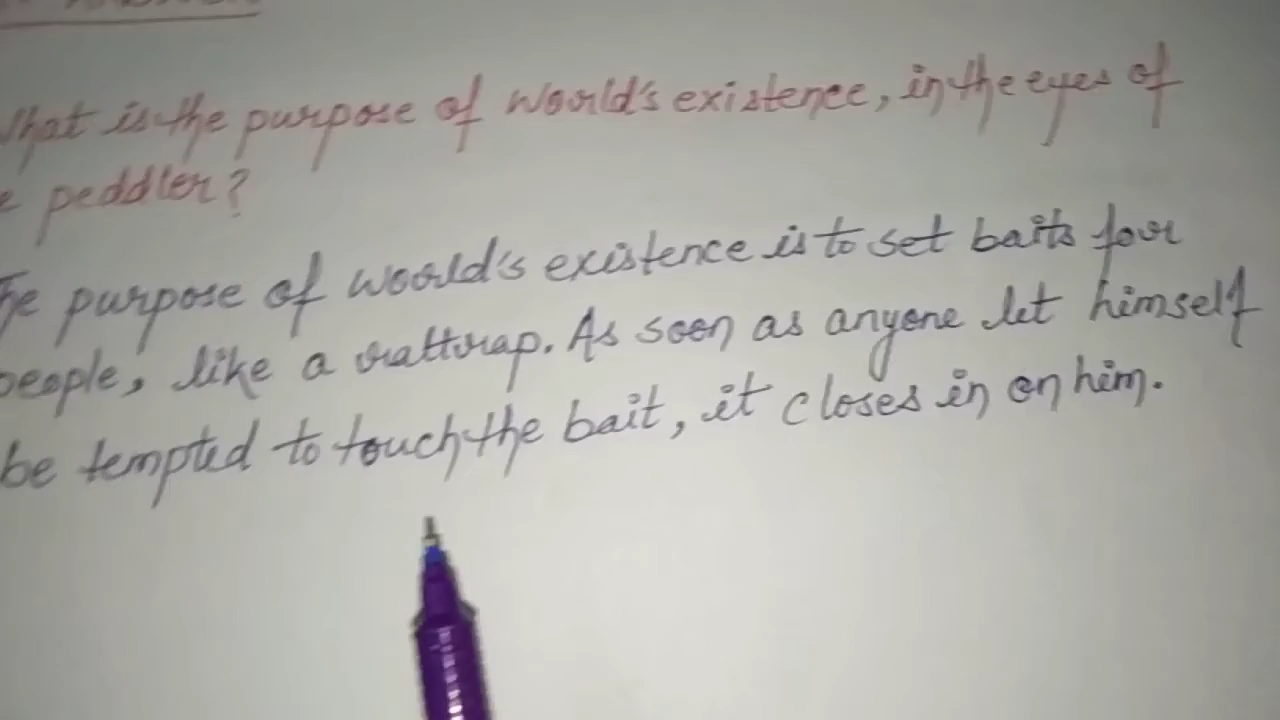 What is the purpose of world's existence, in the eyes of
peddler?
The purpose of world's existence is to set baits for
people, like a rattrap. As soon as anyone let himself
be tempted to touch the bait, it closes in on him.